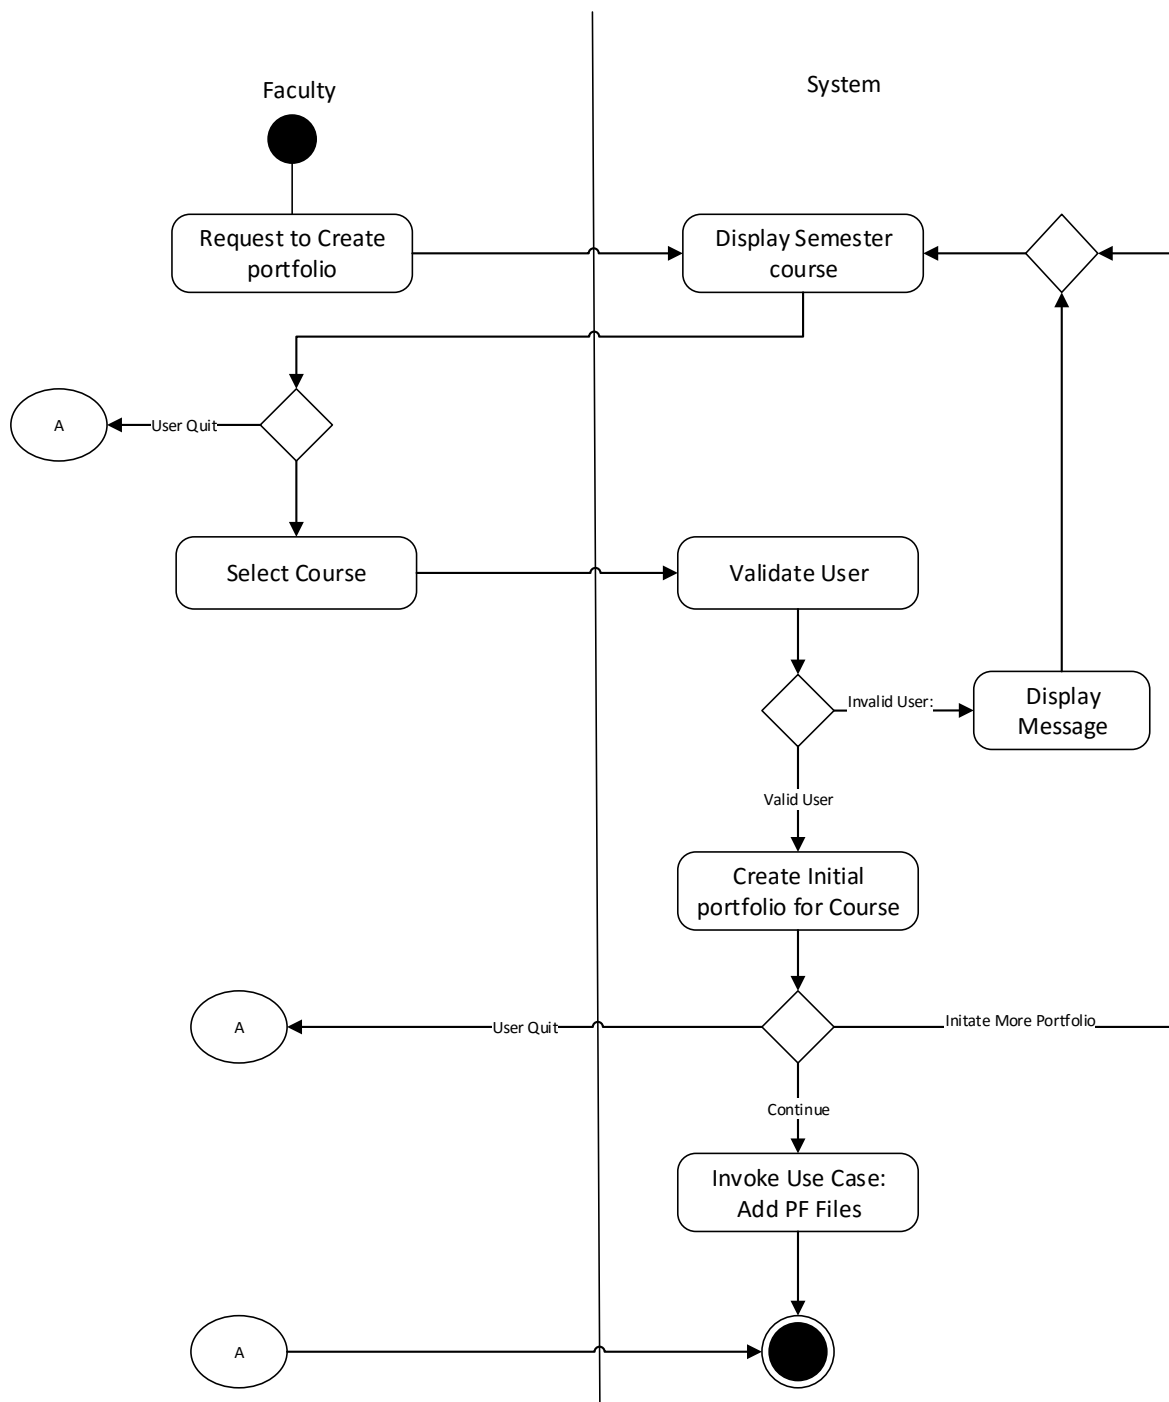 Faculty
System
Request to Create
portfolio
Display Semester
course
A
User Quit
Select Course
Validate User
Invalid User:
Display
Message
Valid User
Create Initial
portfolio for Course
A
User Quit
Initate More Portfolio
Continue
Invoke Use Case:
Add PF Files
A